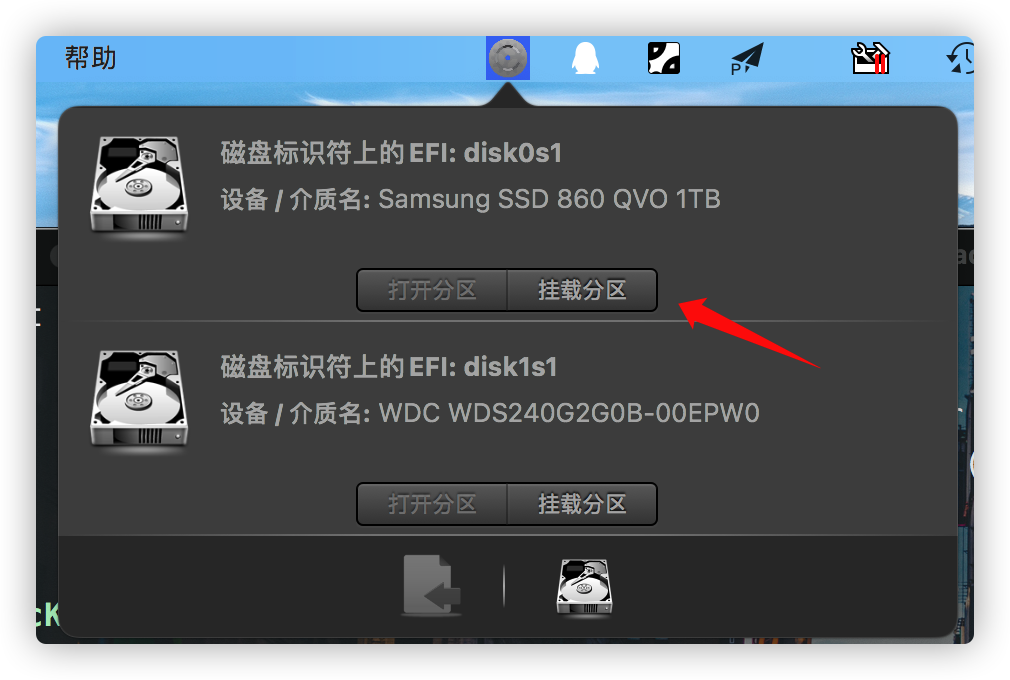 帮助
P
磁盘标识符上的EFI: disk0s1
设备 / 介质名: Samsung SSD 860 QVO 1TB
打开分区 挂载分区
磁盘标识符上的EFI: disk1s1
设备 / 介质名: WDC WDS240G2G0B-00EPW0
打开分区 挂载分区